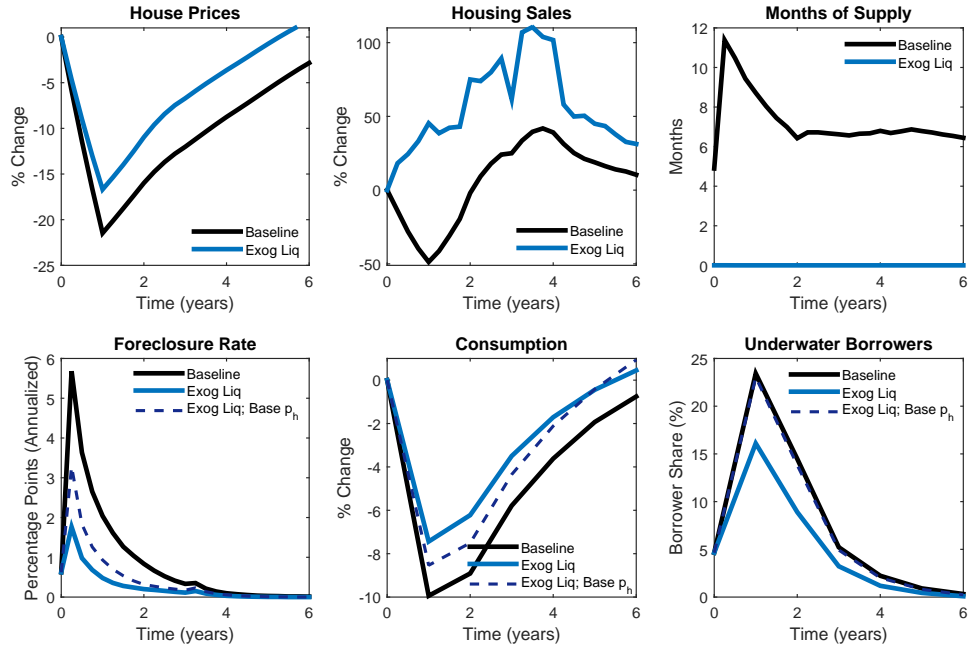 House Prices
0
-5
-10
-15
-20
-25
% Change
Baseline
Exog Liq
0 2 4 6
Time (years)
Housing Sales
100
50
0
-50
% Change
Baseline
Exog Liq
0 2 4 6
Time (years)
Months of Supply
12
10
8
6
4
2
0
Months
Baseline
Exog Liq
0 2 4 6
Time (years)
Foreclosure Rate
6
5
4
3
2
1
0
Percentage Points (Annualized)
Baseline
Exog Liq
Exog Liq; Base p_h
0 2 4 6
Time (years)
Consumption
0
-2
-4
-6
-8
-10
% Change
Baseline
Exog Liq
Exog Liq; Base p_h
0 2 4 6
Time (years)
Underwater Borrowers
25
20
15
10
5
0
Borrower Share (%)
Baseline
Exog Liq
Exog Liq; Base p_h
0 2 4 6
Time (years)